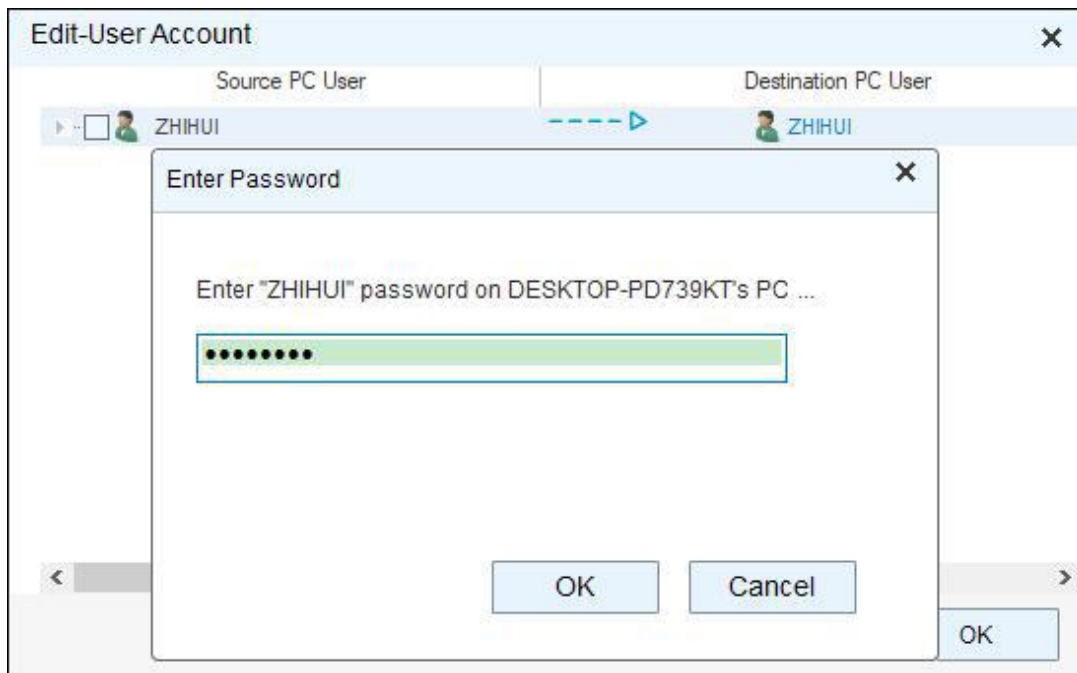 Edit-User Account
Source PC User Destination PC User
ZHIHUI ZHIHUI
Enter Password
Enter "ZHIHUI" password on DESKTOP-PD739KT's PC ...
••••••••
OK Cancel
OK